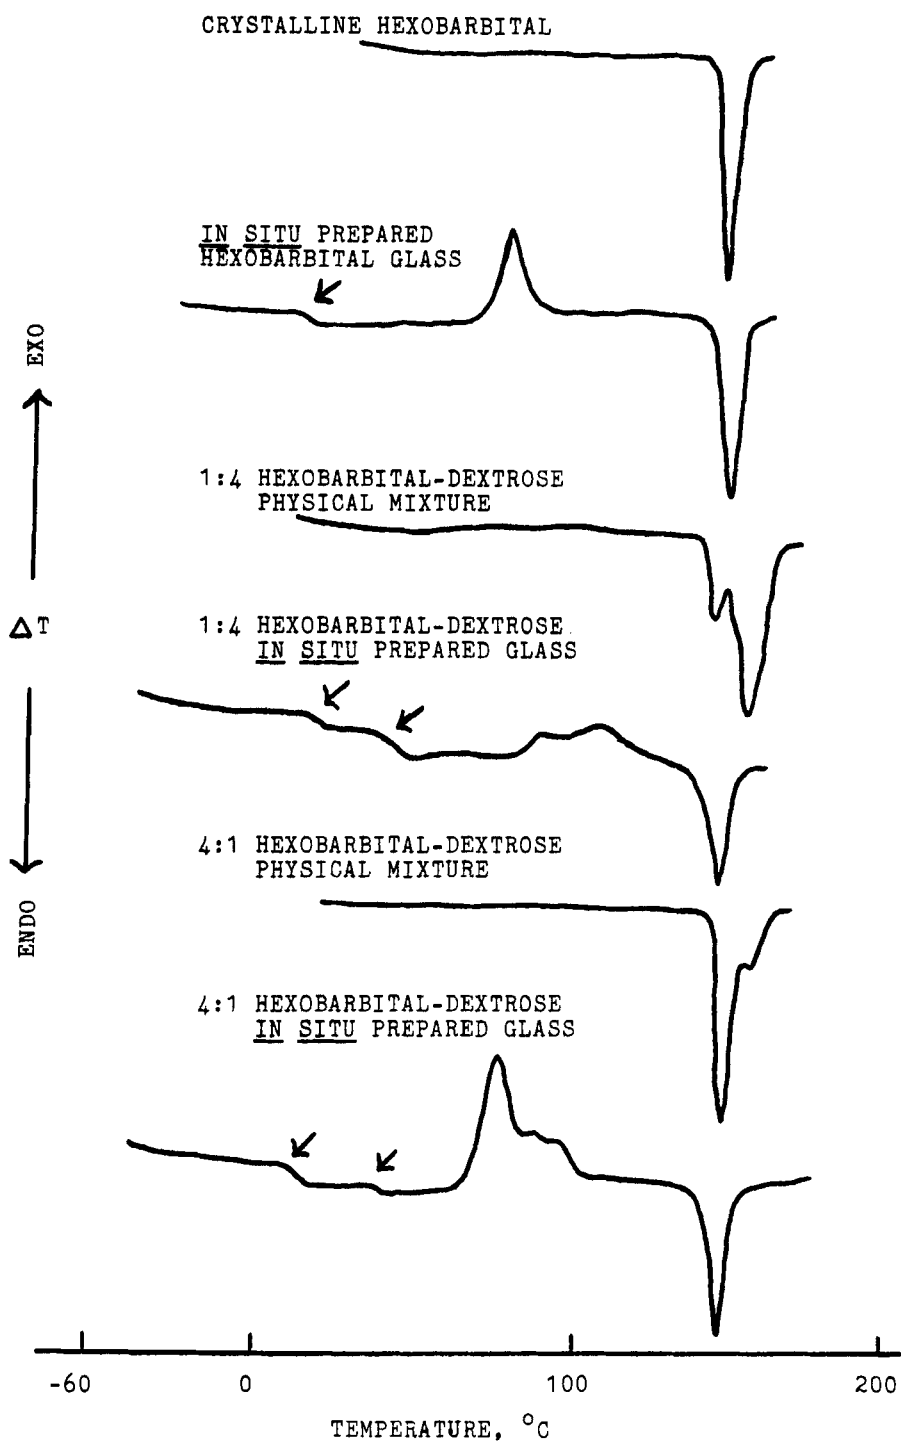 CRYSTALLINE HEXOBARBITAL
IN SITU PREPARED
HEXOBARBITAL GLASS
EXO
1:4 HEXOBARBITAL-DEXTROSE
PHYSICAL MIXTURE
ΔT
1:4 HEXOBARBITAL-DEXTROSE
IN SITU PREPARED GLASS
4:1 HEXOBARBITAL-DEXTROSE
PHYSICAL MIXTURE
ENDO
4:1 HEXOBARBITAL-DEXTROSE
IN SITU PREPARED GLASS
-60 0 100 200
TEMPERATURE, °C